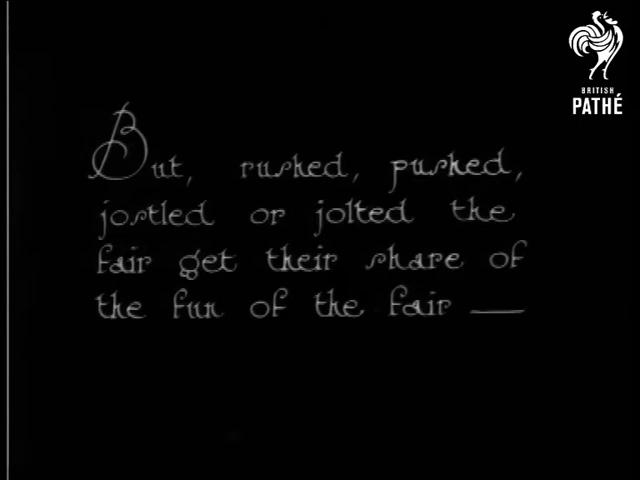 BRITISH
PATHÉ
But, rushed, pushed,
jostled or jolted the
fair get their share of
the fun of the fair —